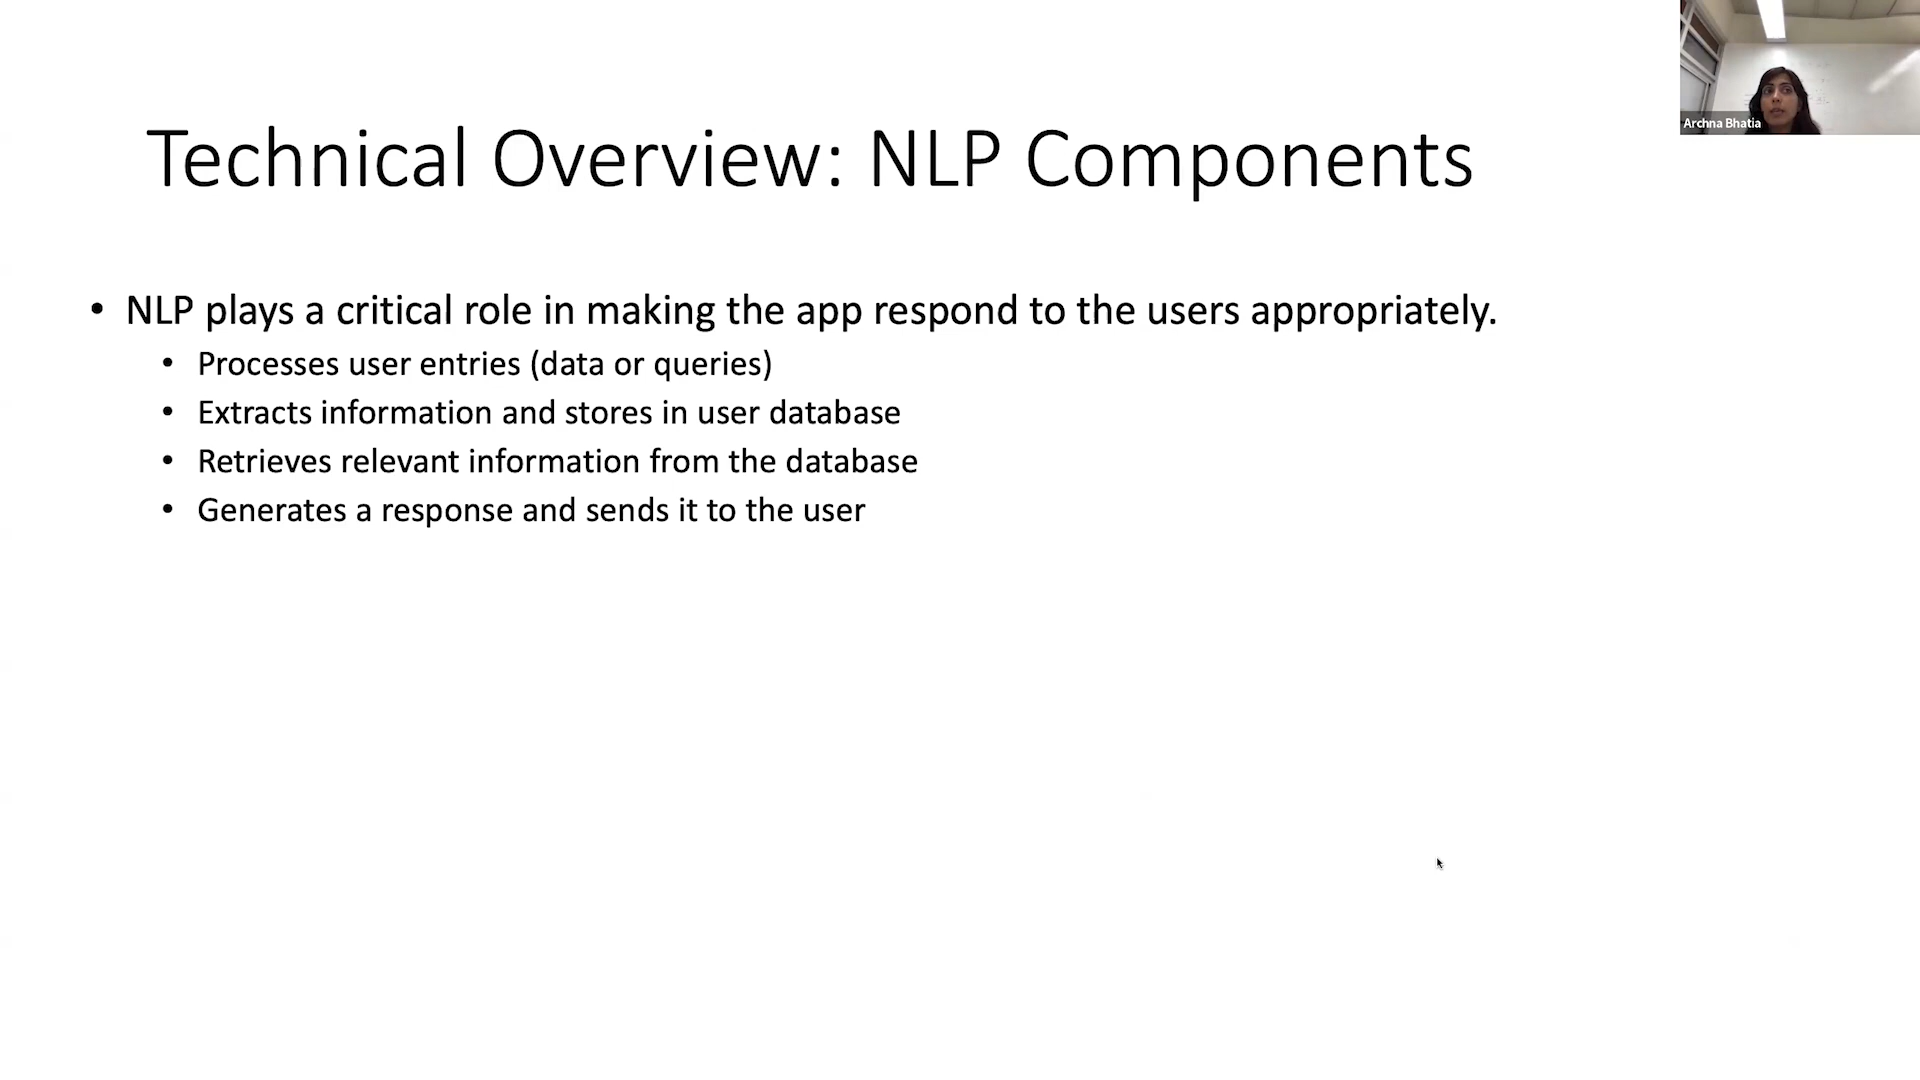 Technical Overview: NLP Components
Archna Bhatia
• NLP plays a critical role in making the app respond to the users appropriately.
• Processes user entries (data or queries)
• Extracts information and stores in user database
• Retrieves relevant information from the database
• Generates a response and sends it to the user